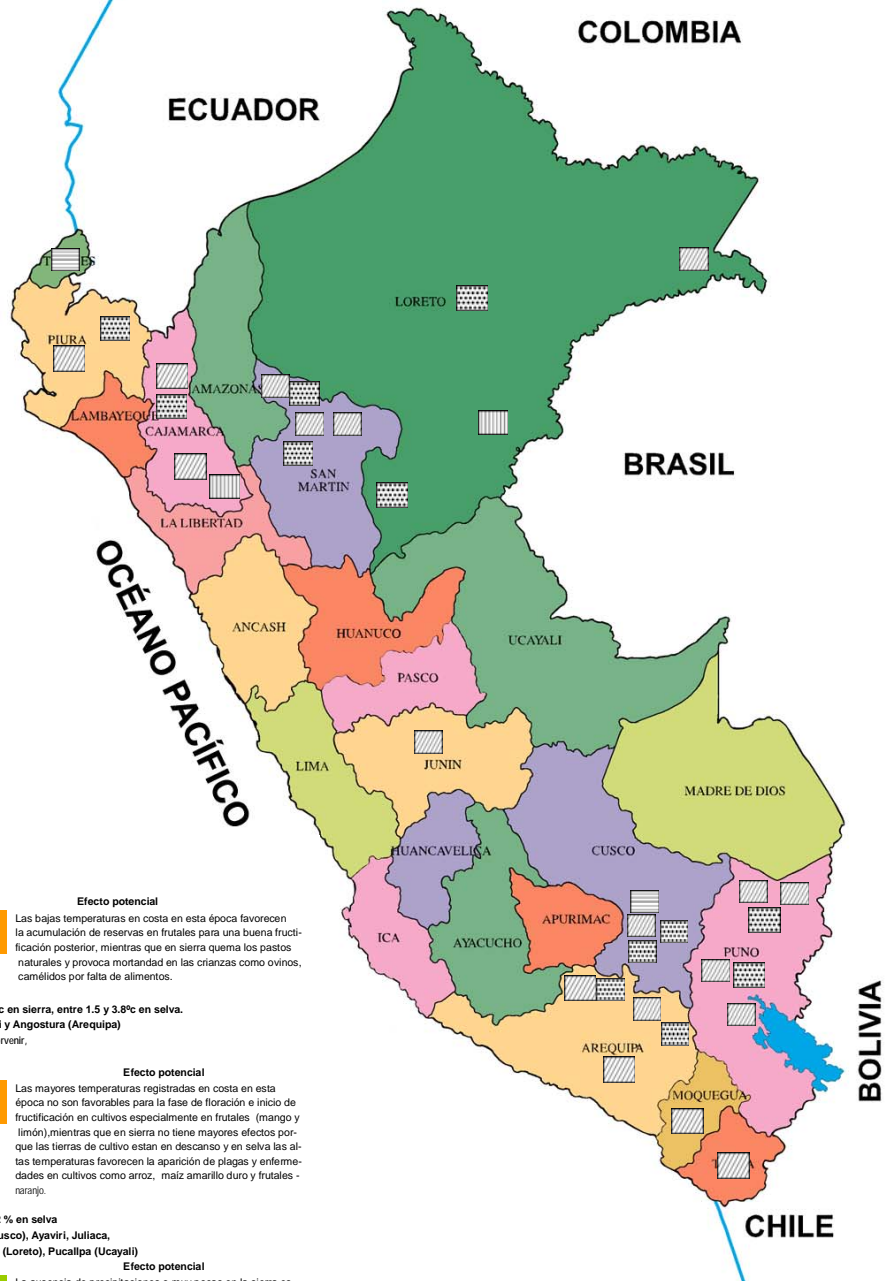 COLOMBIA
ECUADOR
LORETO
PIURA
AMAZONAS
LAMBAYEQUE
CAJAMARCA
BRASIL
SAN
MARTIN
LA LIBERTAD
OCÉANO PACÍFICO
ANCASH
HUANUCO
UCAYALI
PASCO
LIMA
JUNIN
MADRE DE DIOS
HUANCAVELICA
CUSCO
ICA
AYACUCHO
APURIMAC
PUNO
BOLIVIA
AREQUIPA
MOQUEGUA
CHILE
Efecto potencial
Las bajas temperaturas en costa en esta época favorecen
la acumulación de reservas en frutales para una buena fructi-
ficación posterior, mientras que en sierra quema los pastos
naturales y provoca mortandad en las crianzas como ovinos,
camélidos por falta de alimentos.
c en sierra, entre 1.5 y 3.8ºc en selva.
i y Angostura (Arequipa)
rvenir,
Efecto potencial
Las mayores temperaturas registradas en costa en esta
época no son favorables para la fase de floración e inicio de
fructificación en cultivos especialmente en frutales (mango y
limón),mientras que en sierra no tiene mayores efectos por-
que las tierras de cultivo estan en descanso y en selva las al-
tas temperaturas favorecen la aparición de plagas y enferme-
dades en cultivos como arroz, maíz amarillo duro y frutales -
naranjo.
% en selva
usco), Ayaviri, Juliaca,
(Loreto), Pucallpa (Ucayali)
Efecto potencial